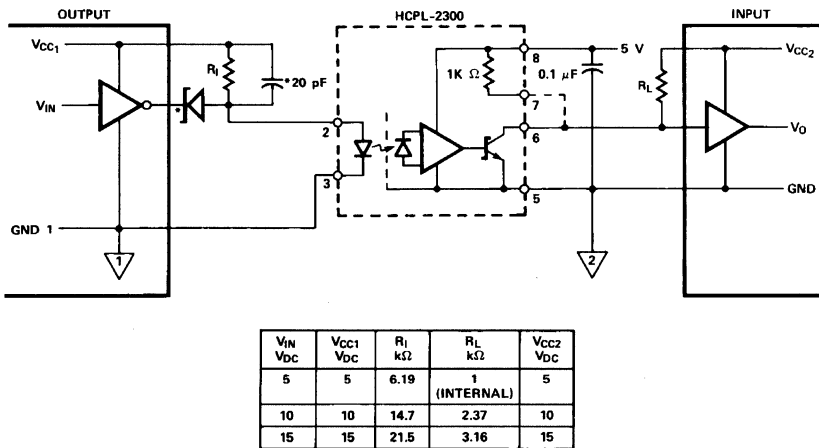 OUTPUT
HCPL-2300
INPUT
VCC1
RI
*20 pF
VIN
*
2
3
GND 1
1
1K Ω
8
7
6
5
5 V
0.1 μF
2
RL
VCC2
VO
GND
VIN VDC VCC1 VDC RI kΩ RL kΩ VCC2 VDC
5 5 6.19 1 (INTERNAL) 5
10 10 14.7 2.37 10
15 15 21.5 3.16 15